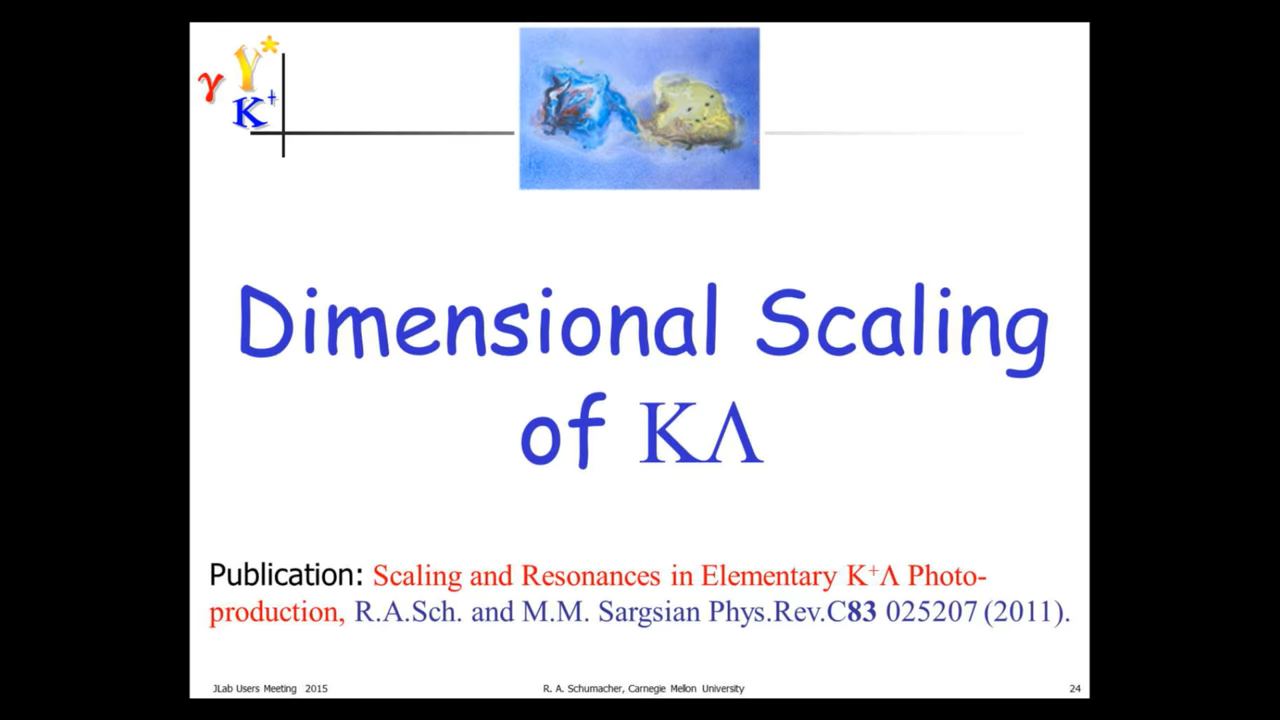 γ Y*
K⁺
Dimensional Scaling
of KΛ
Publication: Scaling and Resonances in Elementary K⁺Λ Photo-
production, R.A.Sch. and M.M. Sargsian Phys.Rev.C83 025207 (2011).
JLab Users Meeting 2015 R. A. Schumacher, Carnegie Mellon University 24